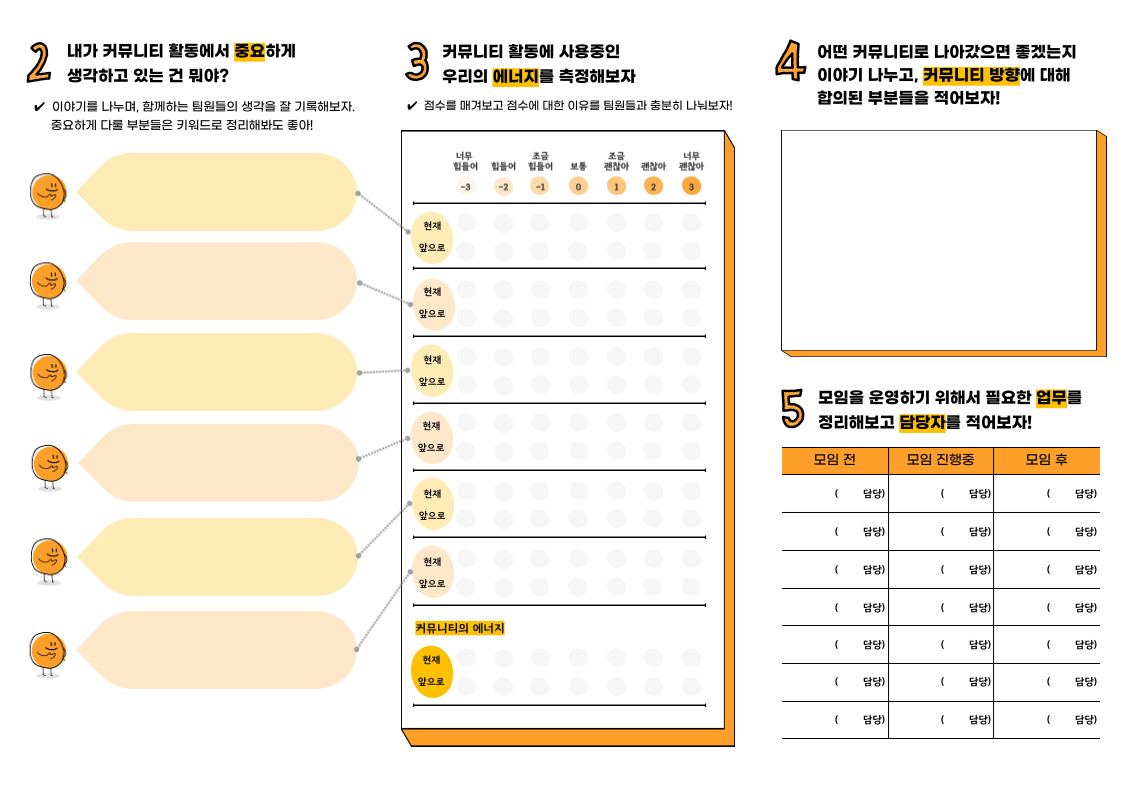 2 내가 커뮤니티 활동에서 중요하게
생각하고 있는 건 뭐야?
✔ 이야기를 나누며, 함께하는 팀원들의 생각을 잘 기록해보자.
중요하게 다룰 부분들은 키워드로 정리해봐도 좋아!
3 커뮤니티 활동에 사용중인
우리의 에너지를 측정해보자
✔ 점수를 매겨보고 점수에 대한 이유를 팀원들과 충분히 나눠보자!
너무 힘들어 힘들어 조금 힘들어 보통 조금 괜찮아 괜찮아 너무 괜찮아
-3 -2 -1 0 1 2 3
현재
앞으로
현재
앞으로
현재
앞으로
현재
앞으로
현재
앞으로
현재
앞으로
커뮤니티의 에너지
현재
앞으로
4 어떤 커뮤니티로 나아갔으면 좋겠는지
이야기 나누고, 커뮤니티 방향에 대해
합의된 부분들을 적어보자!
5 모임을 운영하기 위해서 필요한 업무를
정리해보고 담당자를 적어보자!
모임 전 모임 진행중 모임 후
( 담당) ( 담당) ( 담당)
( 담당) ( 담당) ( 담당)
( 담당) ( 담당) ( 담당)
( 담당) ( 담당) ( 담당)
( 담당) ( 담당) ( 담당)
( 담당) ( 담당) ( 담당)
( 담당) ( 담당) ( 담당)